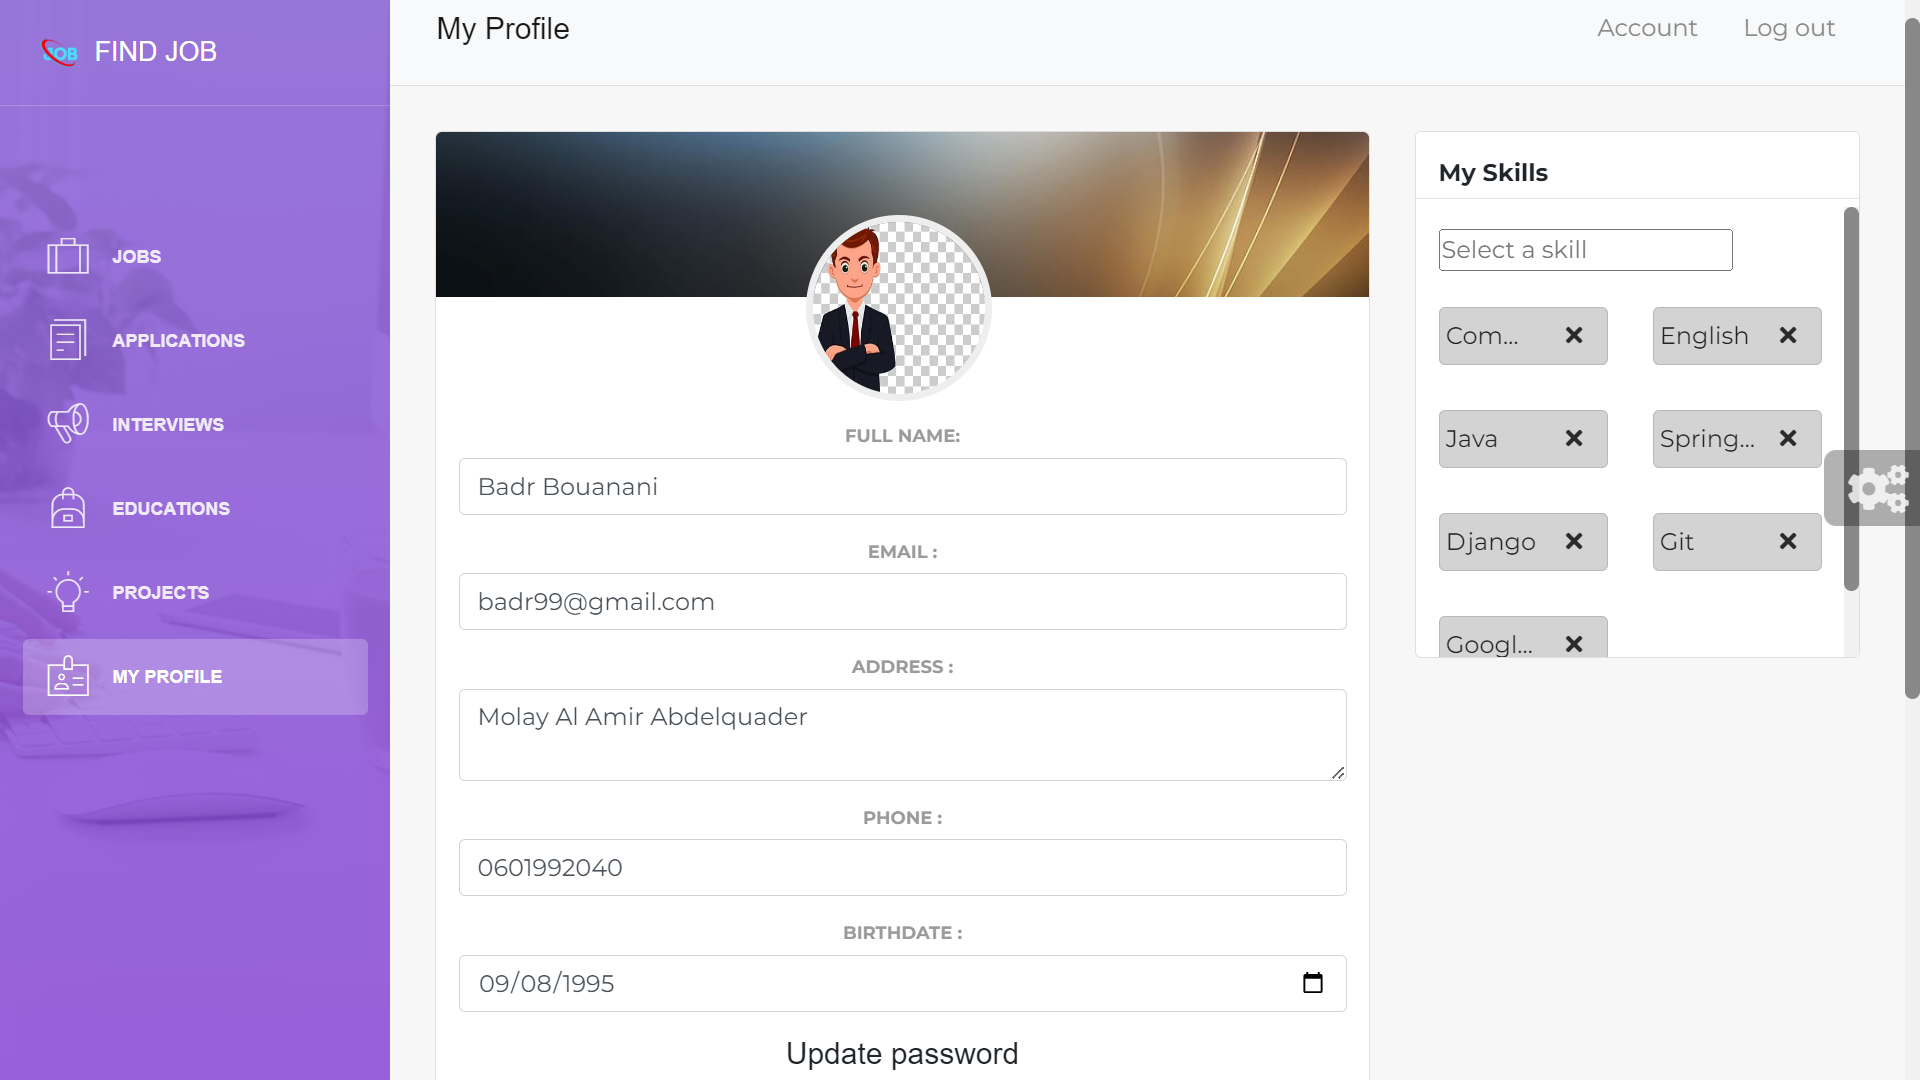 JOB FIND JOB
My Profile
Account
Log out
JOBS
APPLICATIONS
INTERVIEWS
EDUCATIONS
PROJECTS
MY PROFILE
FULL NAME:
Badr Bouanani
EMAIL :
badr99@gmail.com
ADDRESS :
Molay Al Amir Abdelquader
PHONE :
0601992040
BIRTHDATE :
09/08/1995
Update password
My Skills
Select a skill
Com...
English
Java
Spring...
Django
Git
Googl...